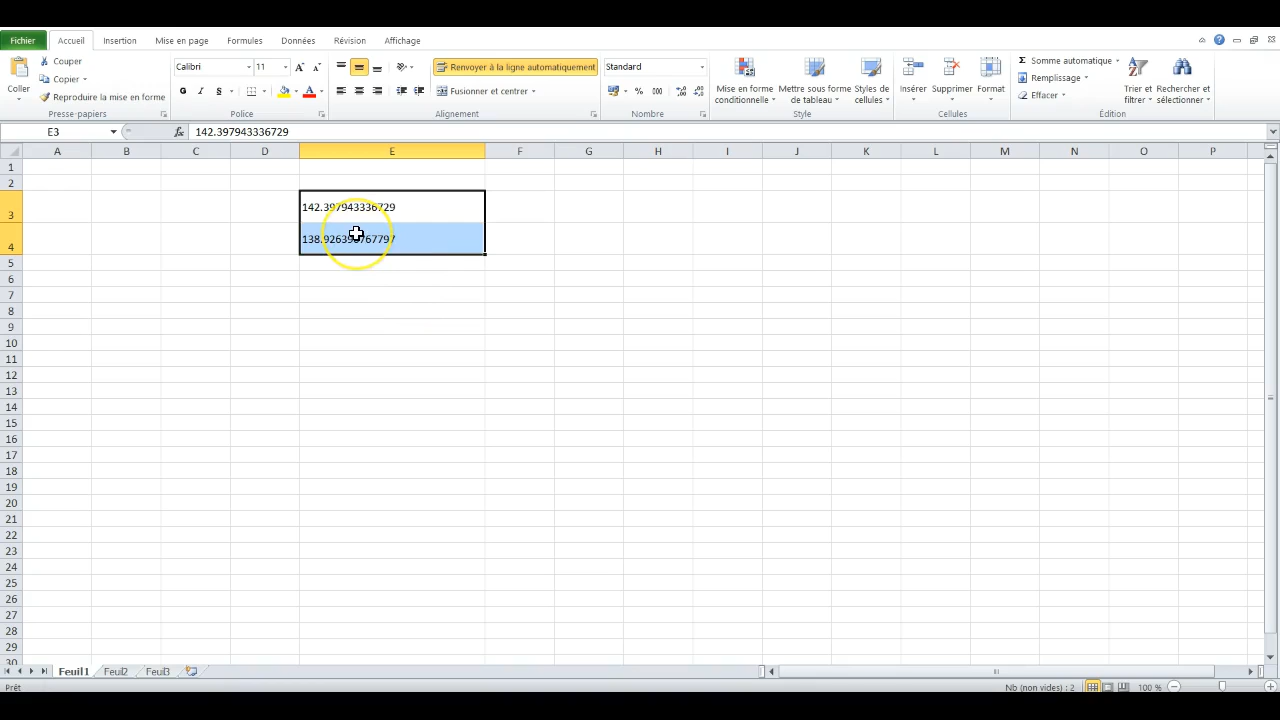 Fichier Accueil Insertion Mise en page Formules Données Révision Affichage
Coller
Couper
Copier
Reproduire la mise en forme
Presse-papiers
Calibri 11
G I S
Police
Renvoyer à la ligne automatiquement
Fusionner et centrer
Alignement
Standard
% 000
Nombre
Mise en forme conditionnelle
Mettre sous forme de tableau
Styles de cellules
Style
Insérer
Supprimer
Format
Cellules
Somme automatique
Remplissage
Effacer
Trier et filtrer
Rechercher et sélectionner
Édition
E3 fx 142.397943336729
A B C D E F G H I J K L M N O P
1
2
3 142.397943336729
4
5
6
7
8
9
10
11
12
13
14
15
16
17
18
19
20
21
22
23
24
25
26
27
28
29
30
Feuil1 Feuil2 Feuil3
Prêt Nb (non vides) : 2 100 %